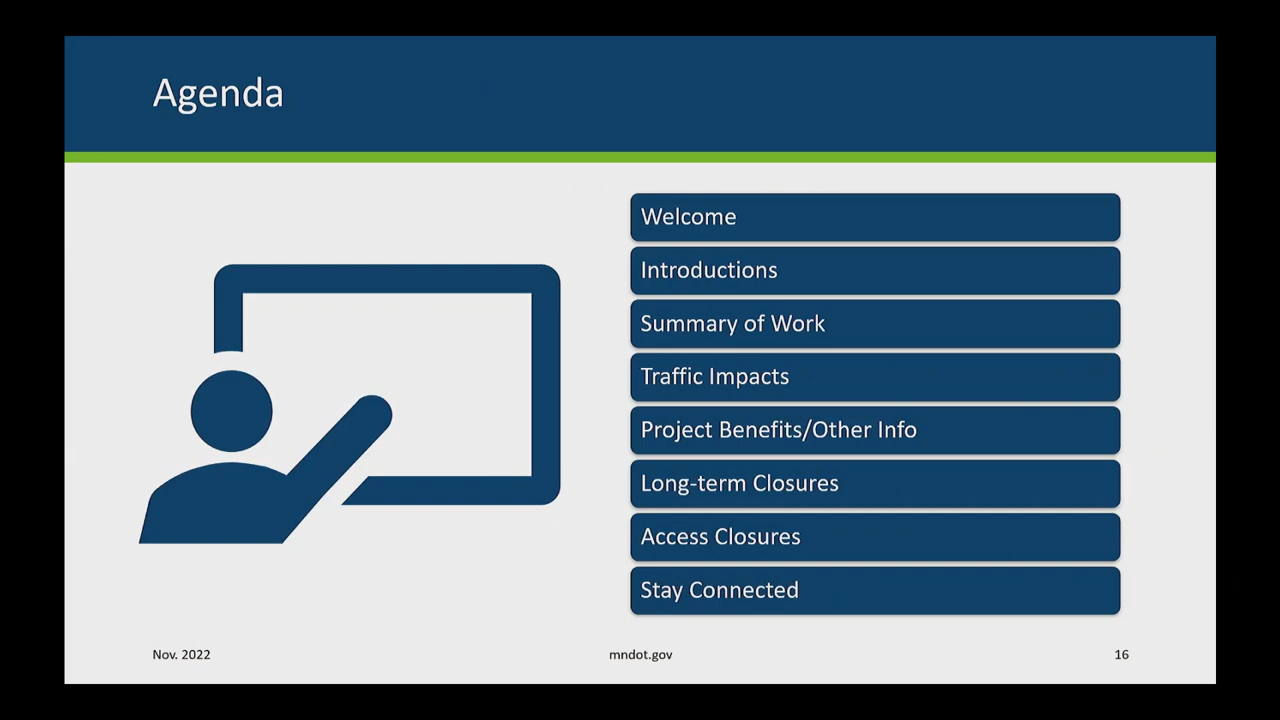 Agenda
Welcome
Introductions
Summary of Work
Traffic Impacts
Project Benefits/Other Info
Long-term Closures
Access Closures
Stay Connected
Nov. 2022
mndot.gov
16